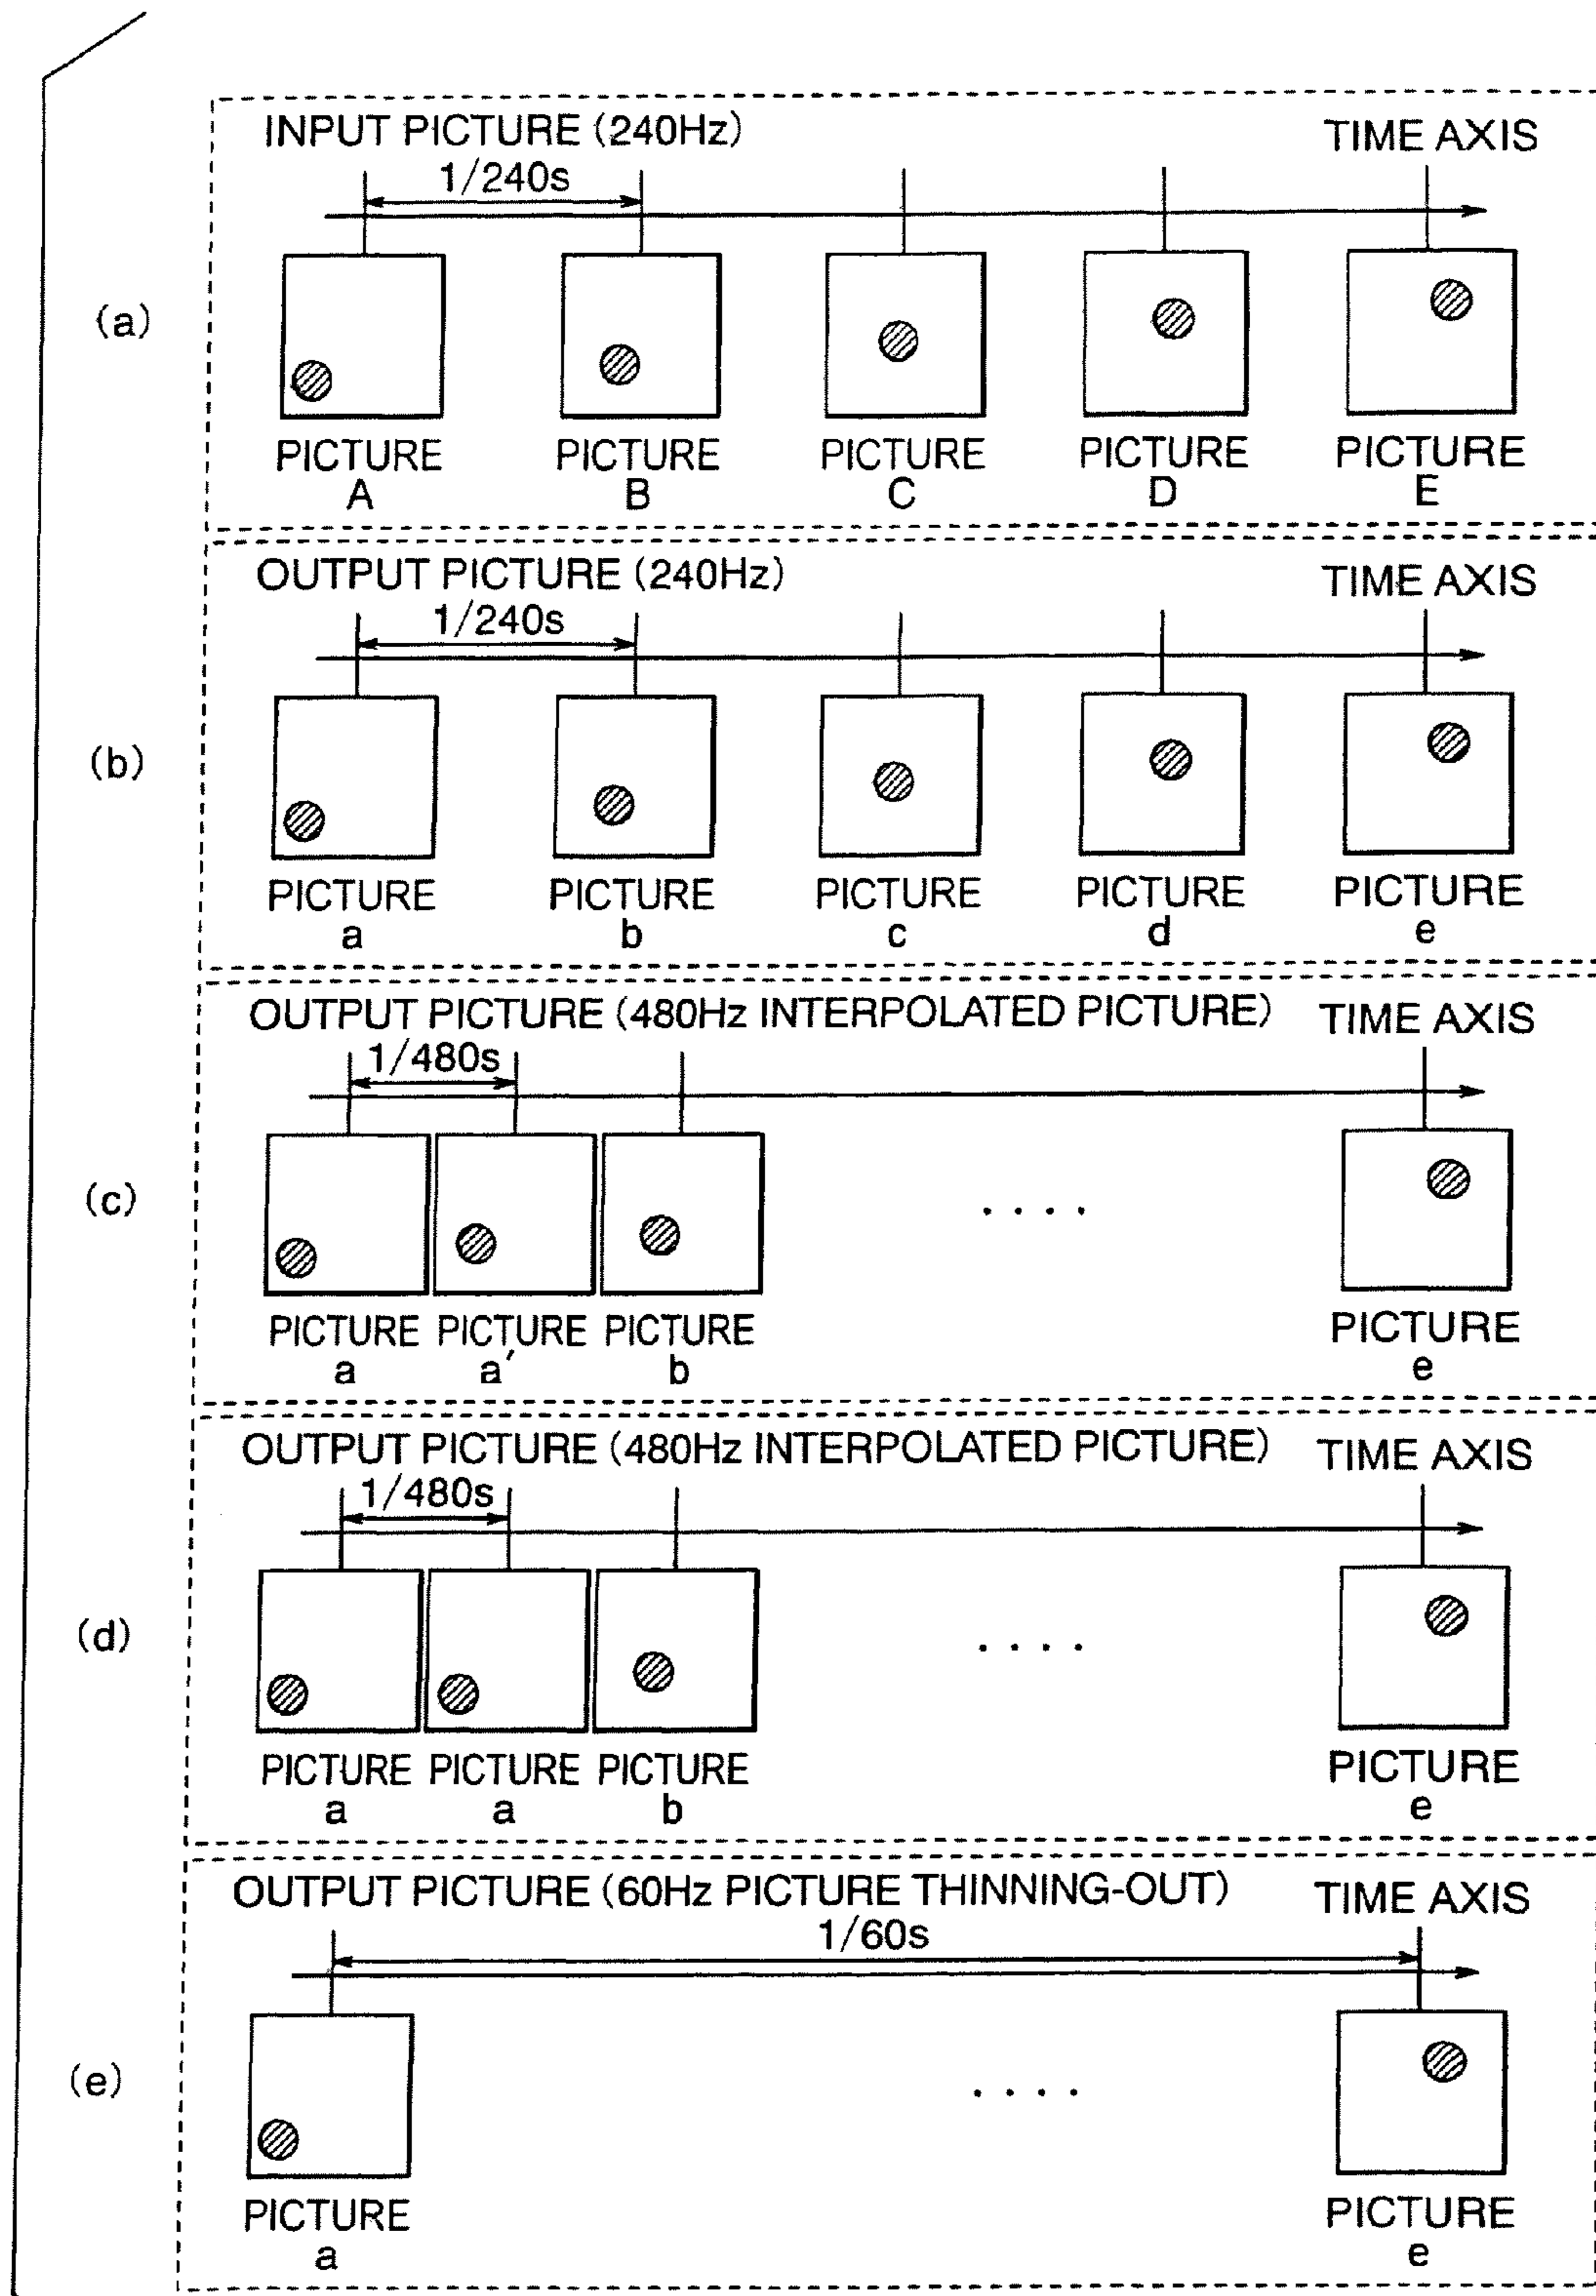 INPUT PICTURE (240Hz)
TIME AXIS
1/240s
(a)
PICTURE A
PICTURE B
PICTURE C
PICTURE D
PICTURE E
OUTPUT PICTURE (240Hz)
TIME AXIS
1/240s
(b)
PICTURE a
PICTURE b
PICTURE c
PICTURE d
PICTURE e
OUTPUT PICTURE (480Hz INTERPOLATED PICTURE)
TIME AXIS
1/480s
(c)
· · · ·
PICTURE a
PICTURE a′
PICTURE b
PICTURE e
OUTPUT PICTURE (480Hz INTERPOLATED PICTURE)
TIME AXIS
1/480s
(d)
· · · ·
PICTURE a
PICTURE a
PICTURE b
PICTURE e
OUTPUT PICTURE (60Hz PICTURE THINNING-OUT)
TIME AXIS
1/60s
(e)
· · · ·
PICTURE a
PICTURE e